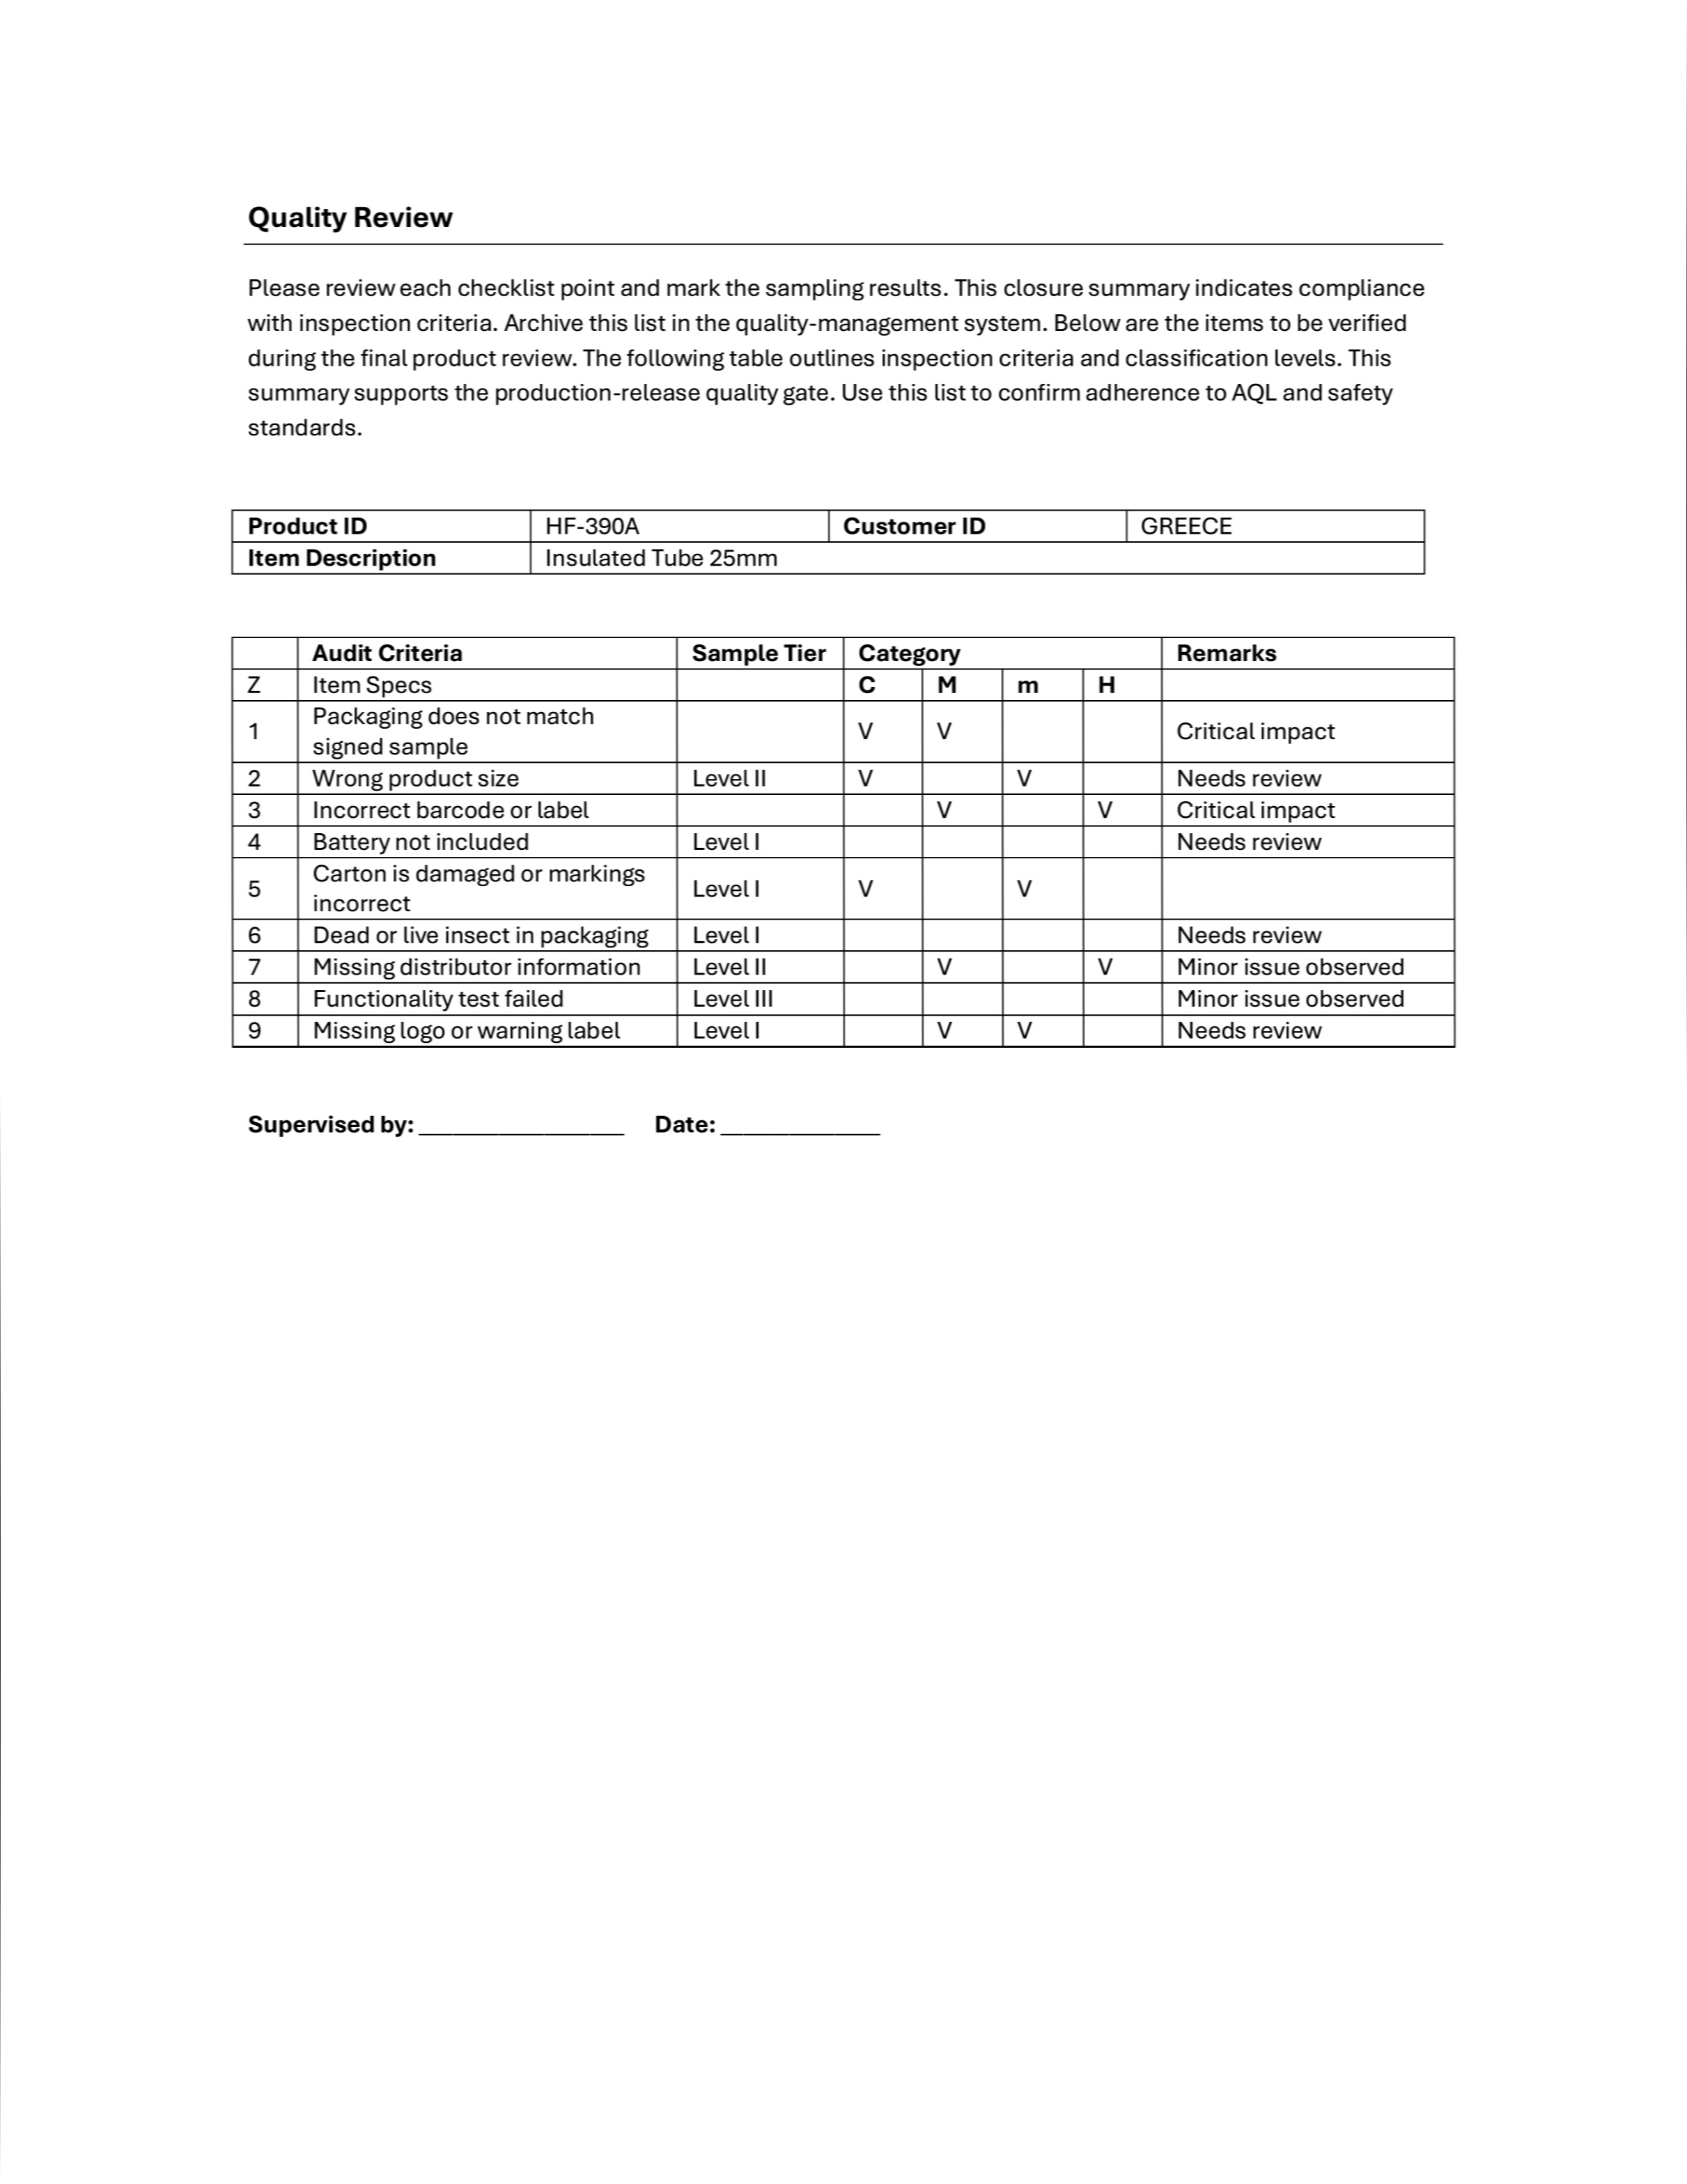 Quality Review
Please review each checklist point and mark the sampling results. This closure summary indicates compliance
with inspection criteria. Archive this list in the quality-management system. Below are the items to be verified
during the final product review. The following table outlines inspection criteria and classification levels. This
summary supports the production-release quality gate. Use this list to confirm adherence to AQL and safety
standards.
Product ID HF-390A Customer ID GREECE
Item Description Insulated Tube 25mm
Audit Criteria Sample Tier Category Remarks
Z Item Specs C M m H
1 Packaging does not match
signed sample V V Critical impact
2 Wrong product size Level II V V Needs review
3 Incorrect barcode or label V V Critical impact
4 Battery not included Level I Needs review
5 Carton is damaged or markings
incorrect Level I V V
6 Dead or live insect in packaging Level I Needs review
7 Missing distributor information Level II V V Minor issue observed
8 Functionality test failed Level III Minor issue observed
9 Missing logo or warning label Level I V V Needs review
Supervised by: __________________ Date: ______________